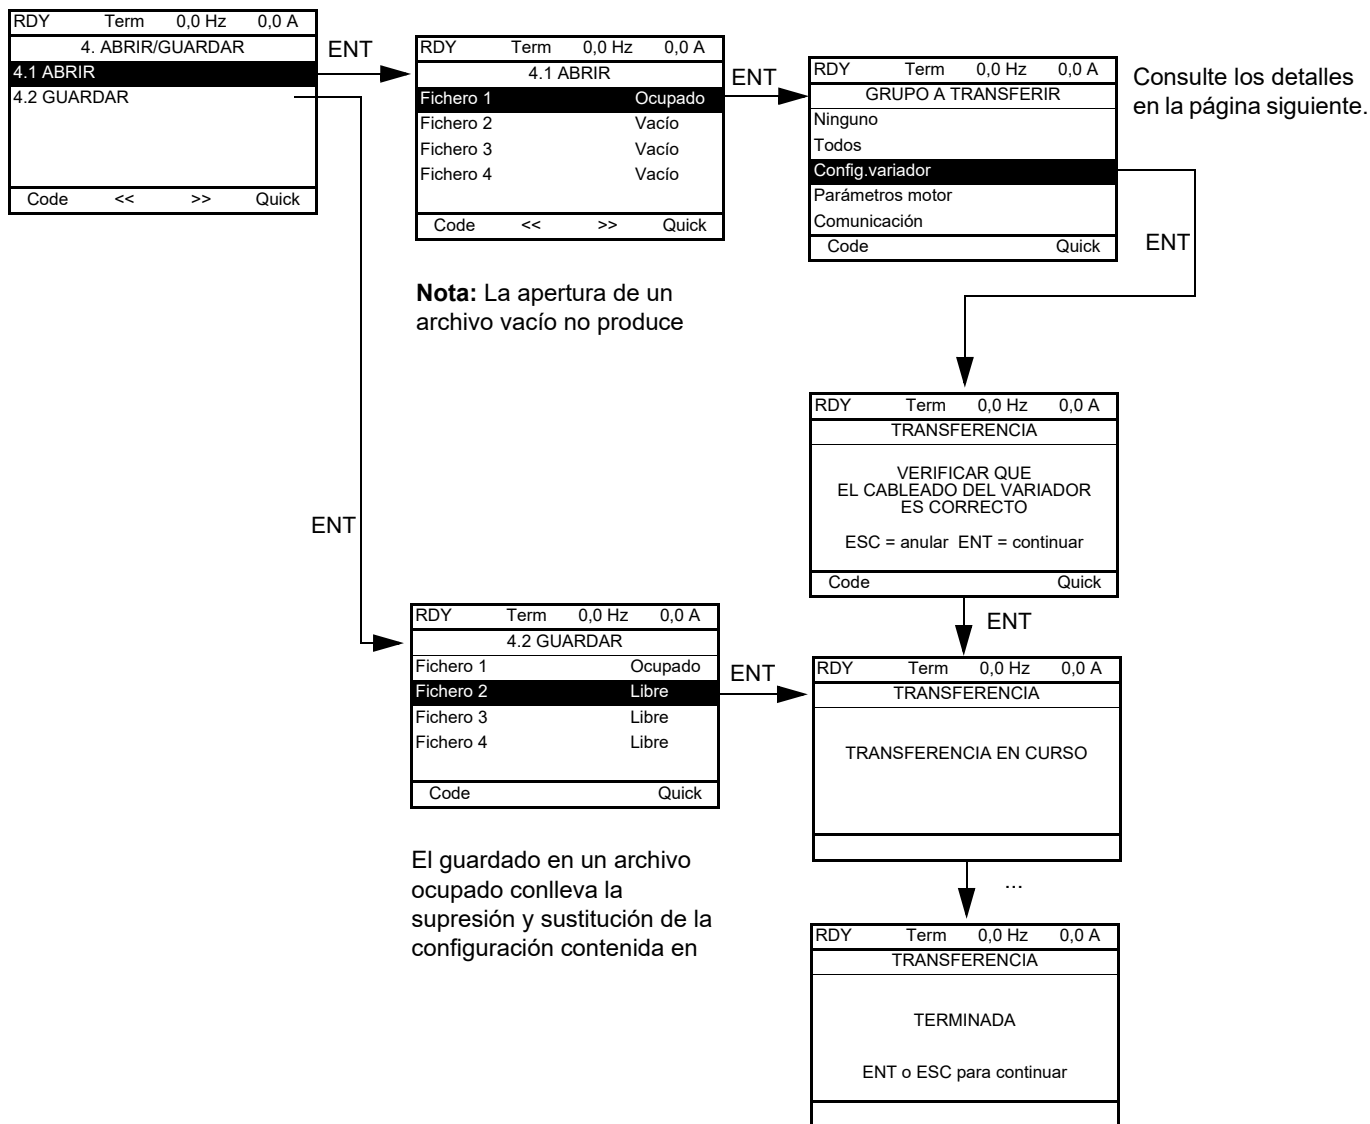 RDY Term 0,0 Hz 0,0 A
4. ABRIR/GUARDAR
4.1 ABRIR
4.2 GUARDAR
Code << >> Quick
ENT
RDY Term 0,0 Hz 0,0 A
4.1 ABRIR
Fichero 1 Ocupado
Fichero 2 Vacío
Fichero 3 Vacío
Fichero 4 Vacío
Code << >> Quick
Nota: La apertura de un
archivo vacío no produce
ENT
RDY Term 0,0 Hz 0,0 A
GRUPO A TRANSFERIR
Ninguno
Todos
Config.variador
Parámetros motor
Comunicación
Code Quick
Consulte los detalles
en la página siguiente.
ENT
RDY Term 0,0 Hz 0,0 A
TRANSFERENCIA
VERIFICAR QUE
EL CABLEADO DEL VARIADOR
ES CORRECTO
ESC = anular ENT = continuar
Code Quick
ENT
ENT
RDY Term 0,0 Hz 0,0 A
4.2 GUARDAR
Fichero 1 Ocupado
Fichero 2 Libre
Fichero 3 Libre
Fichero 4 Libre
Code Quick
El guardado en un archivo
ocupado conlleva la
supresión y sustitución de la
configuración contenida en
ENT
RDY Term 0,0 Hz 0,0 A
TRANSFERENCIA
TRANSFERENCIA EN CURSO
...
RDY Term 0,0 Hz 0,0 A
TRANSFERENCIA
TERMINADA
ENT o ESC para continuar